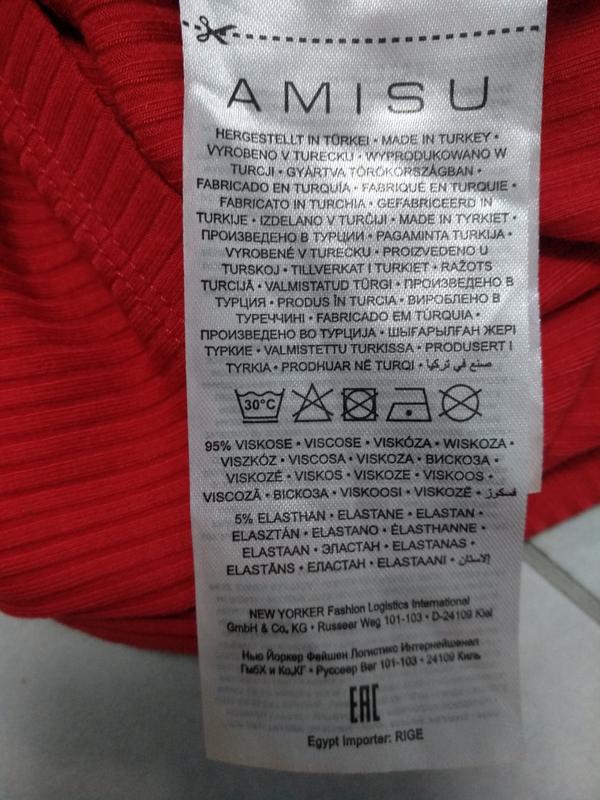 AMISU
HERGESTELLT IN TÜRKEI • MADE IN TURKEY •
VYROBENO V TURECKU • WYPRODUKOWANO W
TURCJI • GYÁRTVA TÖRÖKORSZÁGBAN •
FABRICADO EN TURQUÍA • FABRIQUÉ EN TURQUIE •
FABRICATO IN TURCHIA • GEFABRICEERD IN
TURKIJE • IZDELANO V TURČIJI • MADE IN TYRKIET •
ПРОИЗВЕДЕНО В ТУРЦИИ • PAGAMINTA TURKIJA •
VYROBENÉ V TURECKU • PROIZVEDENO U
TURSKOJ • TILLVERKAT I TURKIET • RAŽOTS
TURCIJĀ • VALMISTATUD TÜRGI • ПРОИЗВЕДЕНО В
ТУРЦИЯ • PRODUS ÎN TURCIA • ВИРОБЛЕНО В
ТУРЕЧЧИНІ • FABRICADO EM TÚRQUIA •
ПРОИЗВЕДЕНО ВО ТУРЦИЈА • ШЫҒАРЫЛҒАН ЖЕРІ
ТУРКИЕ • VALMISTETTU TURKISSA • PRODUSERT I
TYRKIA • PRODHUAR NË TURQI • صنع في تركيا
30°C
95% VISKOSE • VISCOSE • VISKÓZA • WISKOZA •
VISZKÓZ • VISCOSA • VISKOZA • ВИСКОЗА •
VISKOZĖ • VISKOS • VISKOZE • VISKOOS •
VISCOZĂ • ВІСКОЗА • VISKOOSI • VISKOZË • فسكوز
5% ELASTHAN • ELASTANE • ELASTAN •
ELASZTÁN • ELASTANO • ÉLASTHANNE •
ELASTAAN • ЭЛАСТАН • ELASTANAS •
ELASTĀNS • ЕЛАСТАН • ELASTAANI • الاستان
NEW YORKER Fashion Logistics International
GmbH & Co. KG • Russeer Weg 101-103 • D-24109 Kiel
Нью Йоркер Фейшен Логистикс Интернейшенал
ГмбХ и Ко.КГ • Руссеер Вег 101-103 • 24109 Киль
EAC
Egypt Importer: RIGE